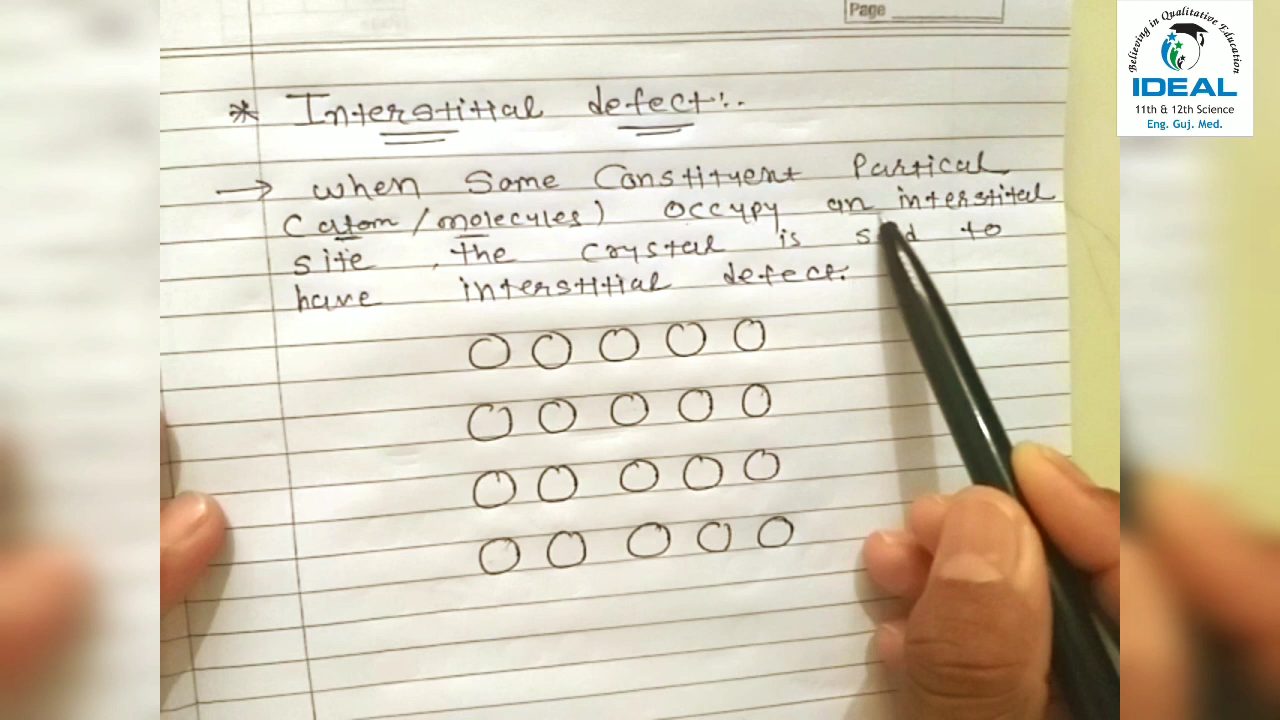 Page
Believing in Qualitative Education
IDEAL
11th & 12th Science
Eng. Guj. Med.
* Interstitial defect:-
→ When Some Constituent Partical
(atom/molecules) occupy an interstital
site, the crystal is to
have interstitial defect.